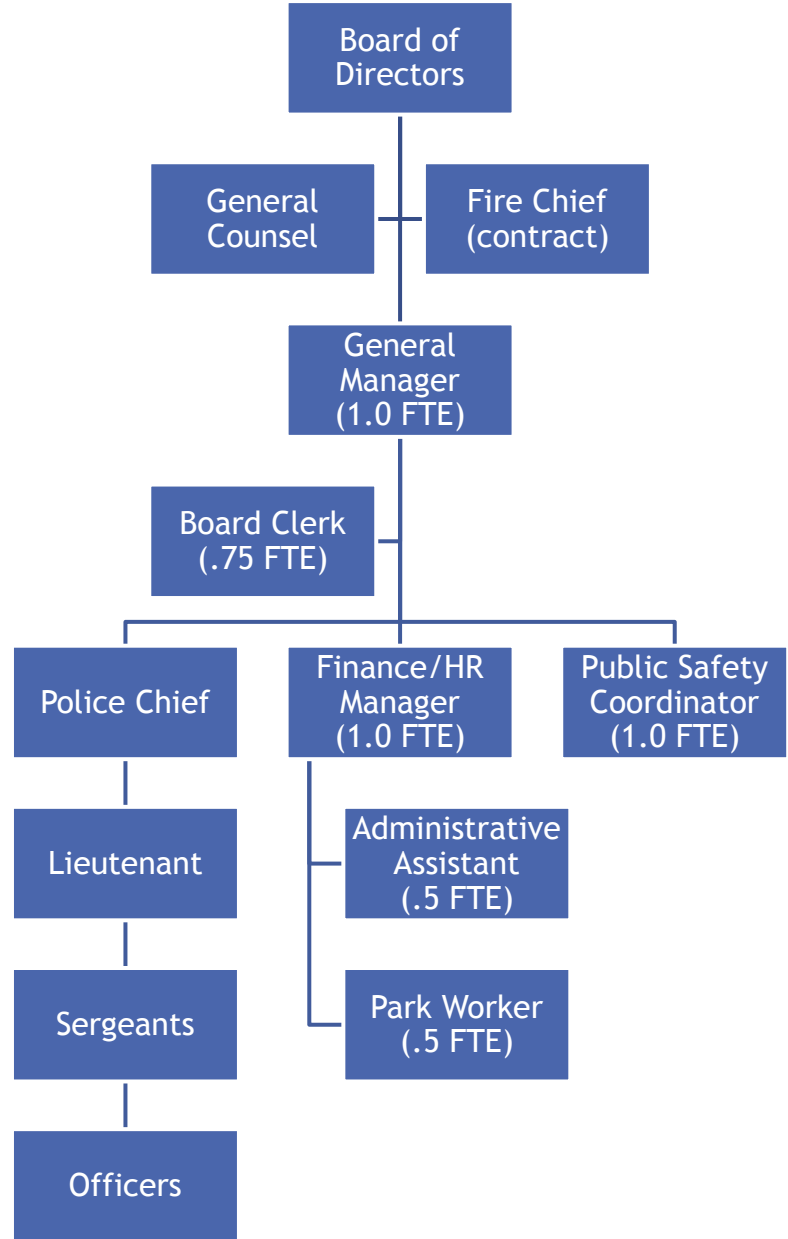 Board of
Directors
General
Counsel
Fire Chief
(contract)
General
Manager
(1.0 FTE)
Board Clerk
(.75 FTE)
Police Chief
Finance/HR
Manager
(1.0 FTE)
Public Safety
Coordinator
(1.0 FTE)
Lieutenant
Administrative
Assistant
(.5 FTE)
Sergeants
Park Worker
(.5 FTE)
Officers